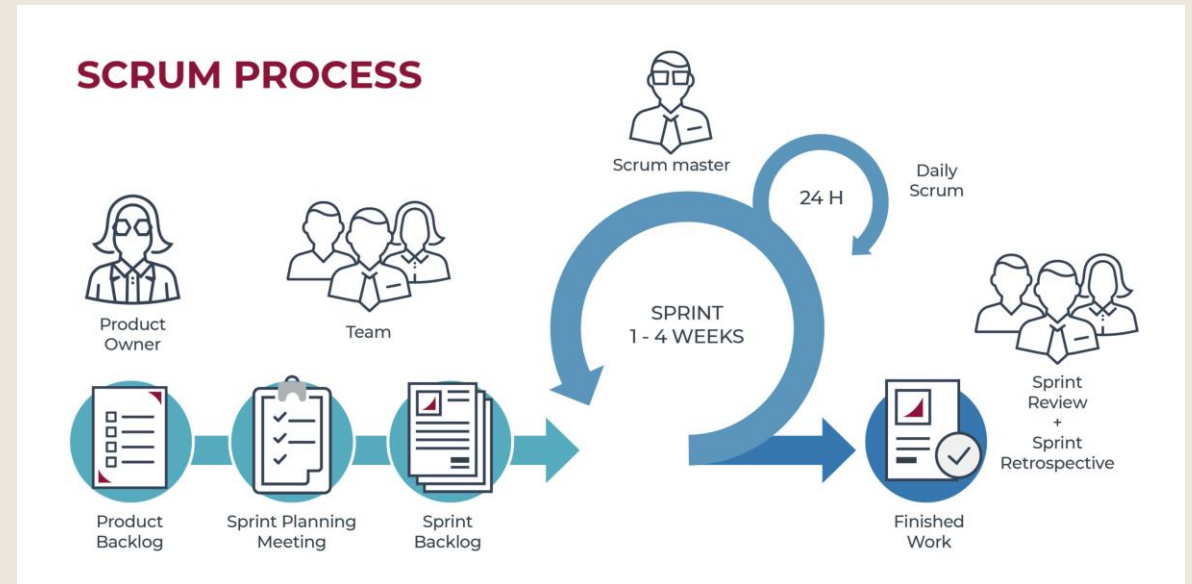 SCRUM PROCESS
Scrum master
24 H
Daily
Scrum
Product
Owner
Team
SPRINT
1 - 4 WEEKS
Sprint
Review
+
Sprint
Retrospective
Product
Backlog
Sprint Planning
Meeting
Sprint
Backlog
Finished
Work